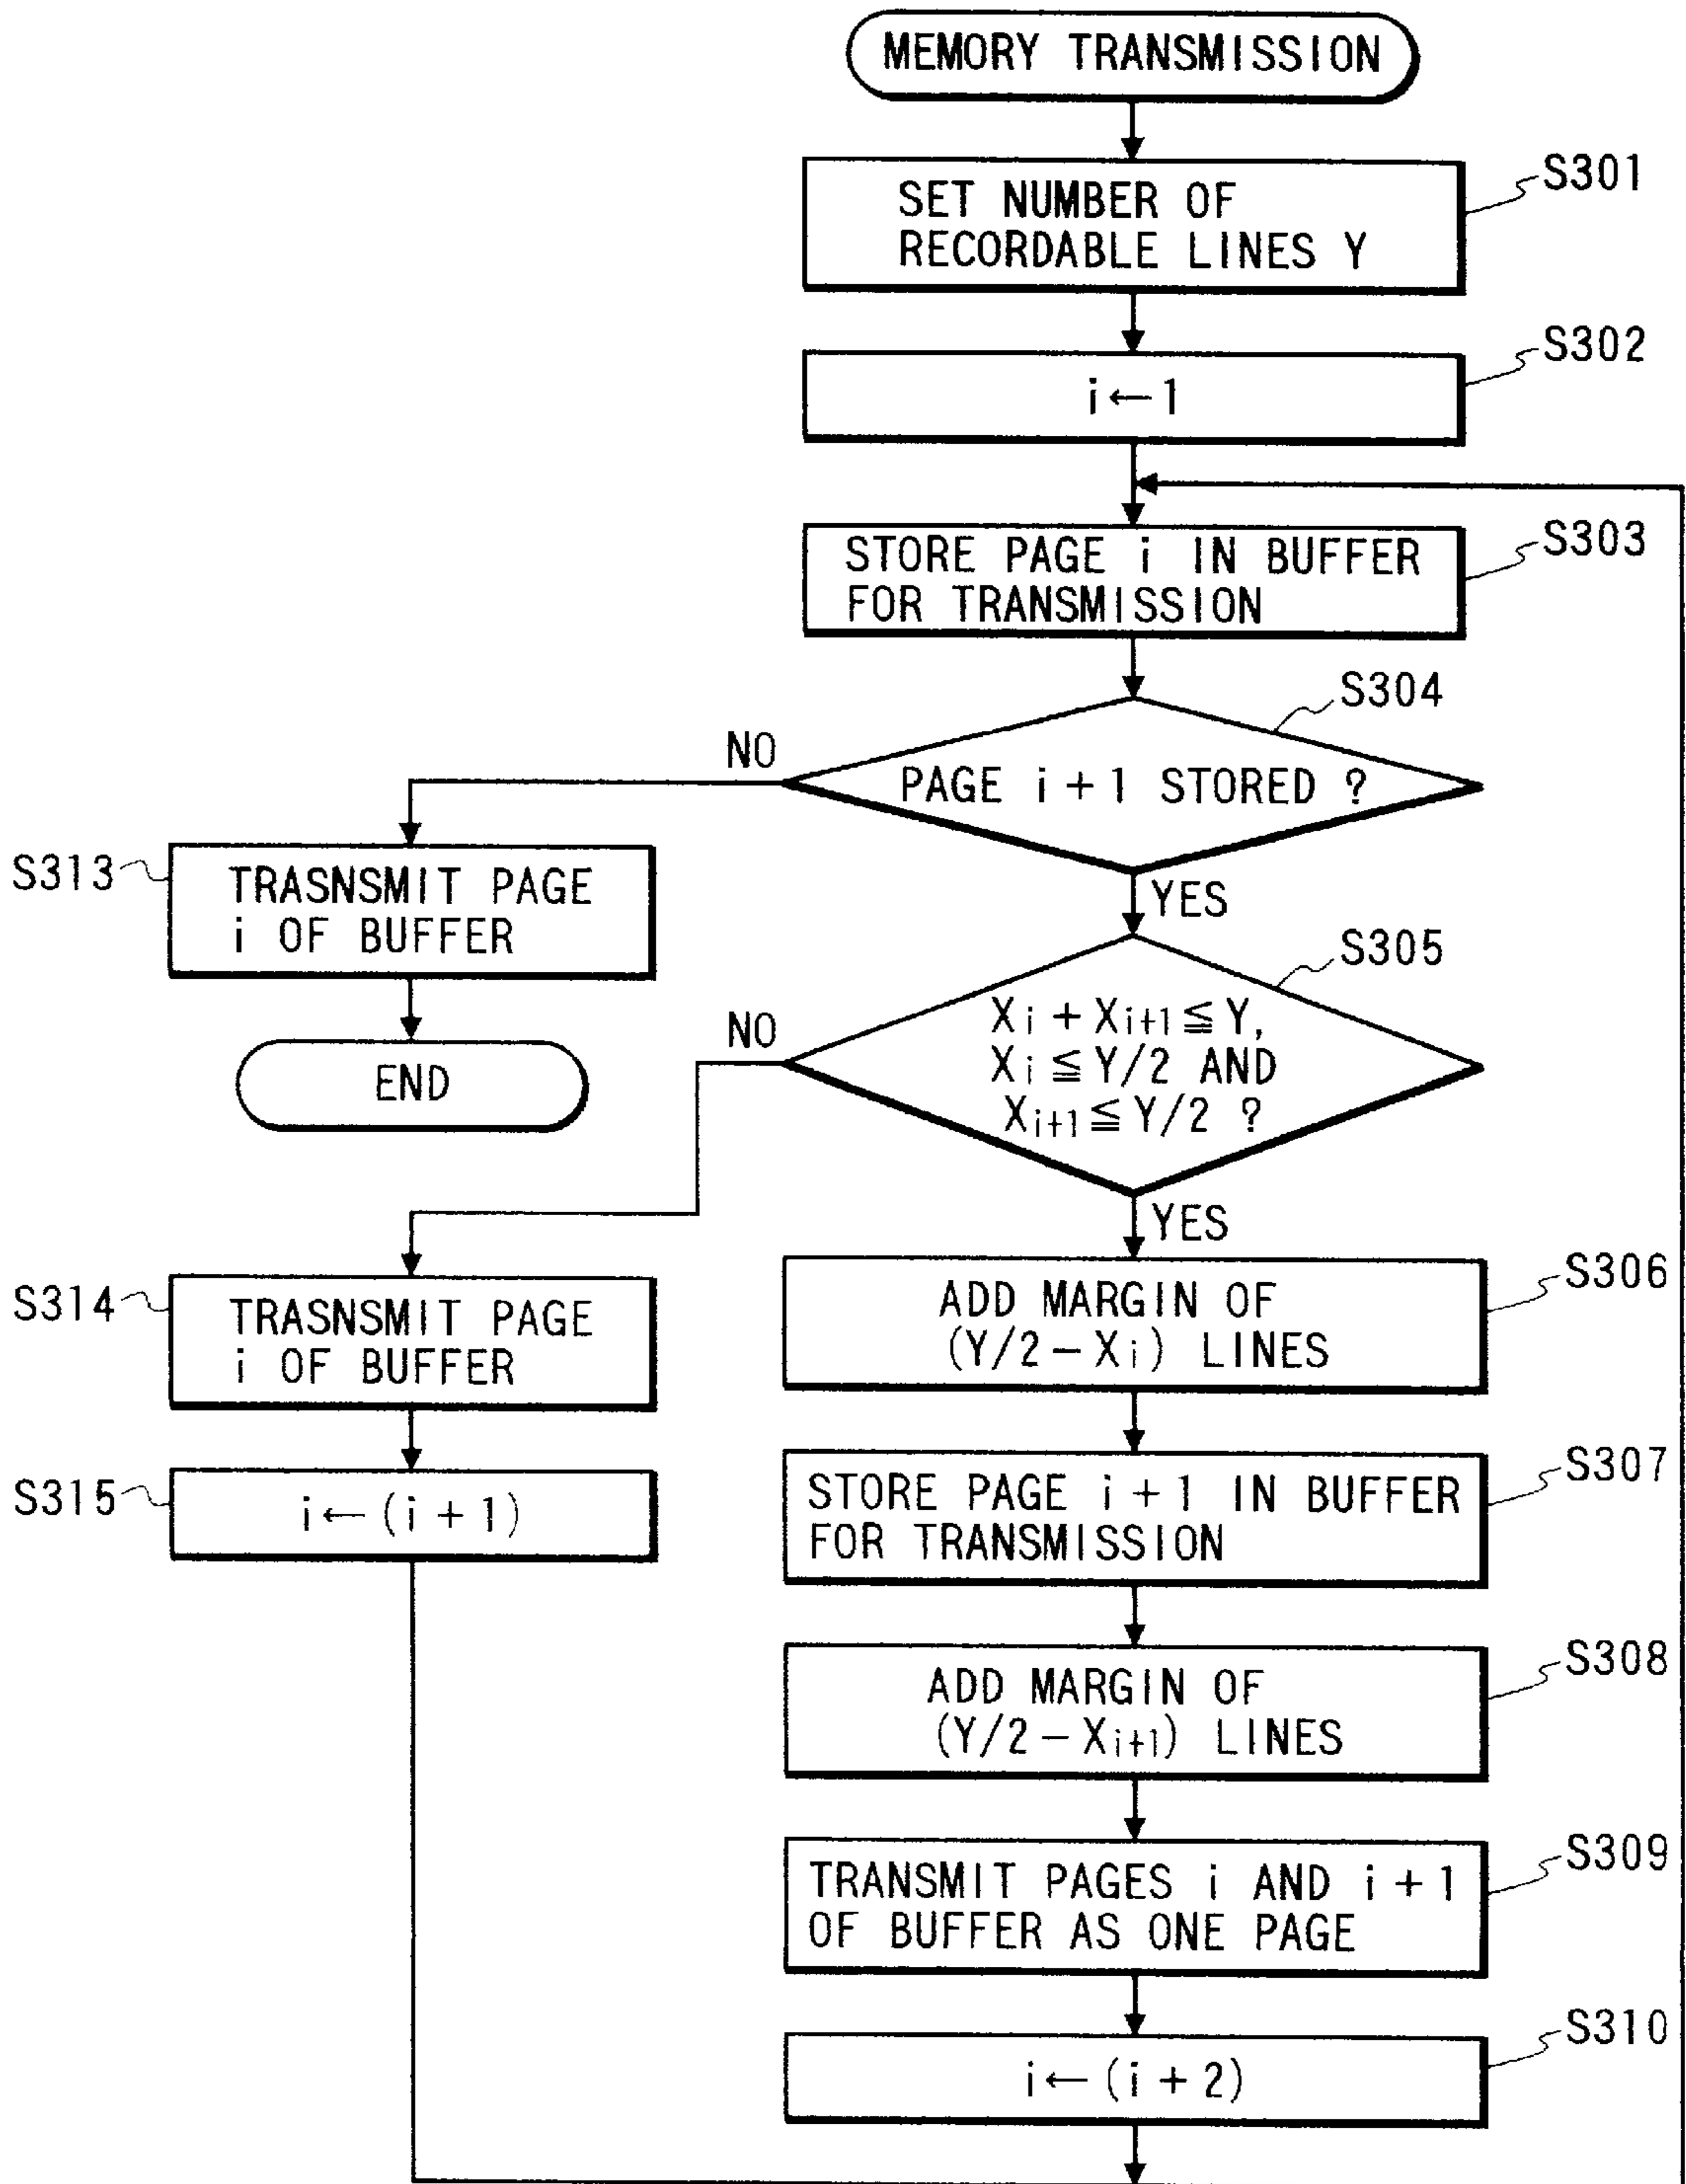 MEMORY TRANSMISSION
S301
SET NUMBER OF
RECORDABLE LINES Y
S302
i ← 1
S303
STORE PAGE i IN BUFFER
FOR TRANSMISSION
S304
NO
PAGE i + 1 STORED ?
S313
TRASNSMIT PAGE
i OF BUFFER
YES
S305
END
NO
Xi + Xi+1 ≦ Y,
Xi ≦ Y/2 AND
Xi+1 ≦ Y/2 ?
YES
S314
TRASNSMIT PAGE
i OF BUFFER
S306
ADD MARGIN OF
(Y/2 − Xi) LINES
S315
i ← (i + 1)
S307
STORE PAGE i + 1 IN BUFFER
FOR TRANSMISSION
S308
ADD MARGIN OF
(Y/2 − Xi+1) LINES
S309
TRANSMIT PAGES i AND i + 1
OF BUFFER AS ONE PAGE
S310
i ← (i + 2)